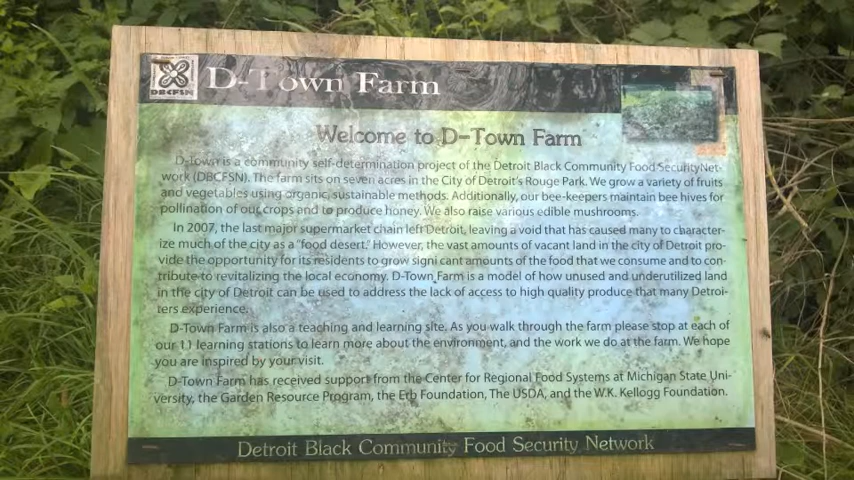 DBCFSN
D-Town Farm
Welcome to D-Town Farm
D-Town is a community self-determination project of the Detroit Black Community Food SecurityNet-
work (DBCFSN). The farm sits on seven acres in the City of Detroit's Rouge Park. We grow a variety of fruits
and vegetables using organic, sustainable methods. Additionally, our bee-keepers maintain bee hives for
pollination of our crops and to produce honey. We also raise various edible mushrooms.
In 2007, the last major supermarket chain left Detroit, leaving a void that has caused many to character-
ize much of the city as a "food desert." However, the vast amounts of vacant land in the city of Detroit pro-
vide the opportunity for its residents to grow signi cant amounts of the food that we consume and to con-
tribute to revitalizing the local economy. D-Town Farm is a model of how unused and underutilized land
in the city of Detroit can be used to address the lack of access to high quality produce that many Detroi-
ters experience.
D-Town Farm is also a teaching and learning site. As you walk through the farm please stop at each of
our 11 learning stations to learn more about the environment, and the work we do at the farm. We hope
you are inspired by your visit.
D-Town Farm has received support from the Center for Regional Food Systems at Michigan State Uni-
versity, the Garden Resource Program, the Erb Foundation, The USDA, and the W.K. Kellogg Foundation.
Detroit Black Community Food Security Network